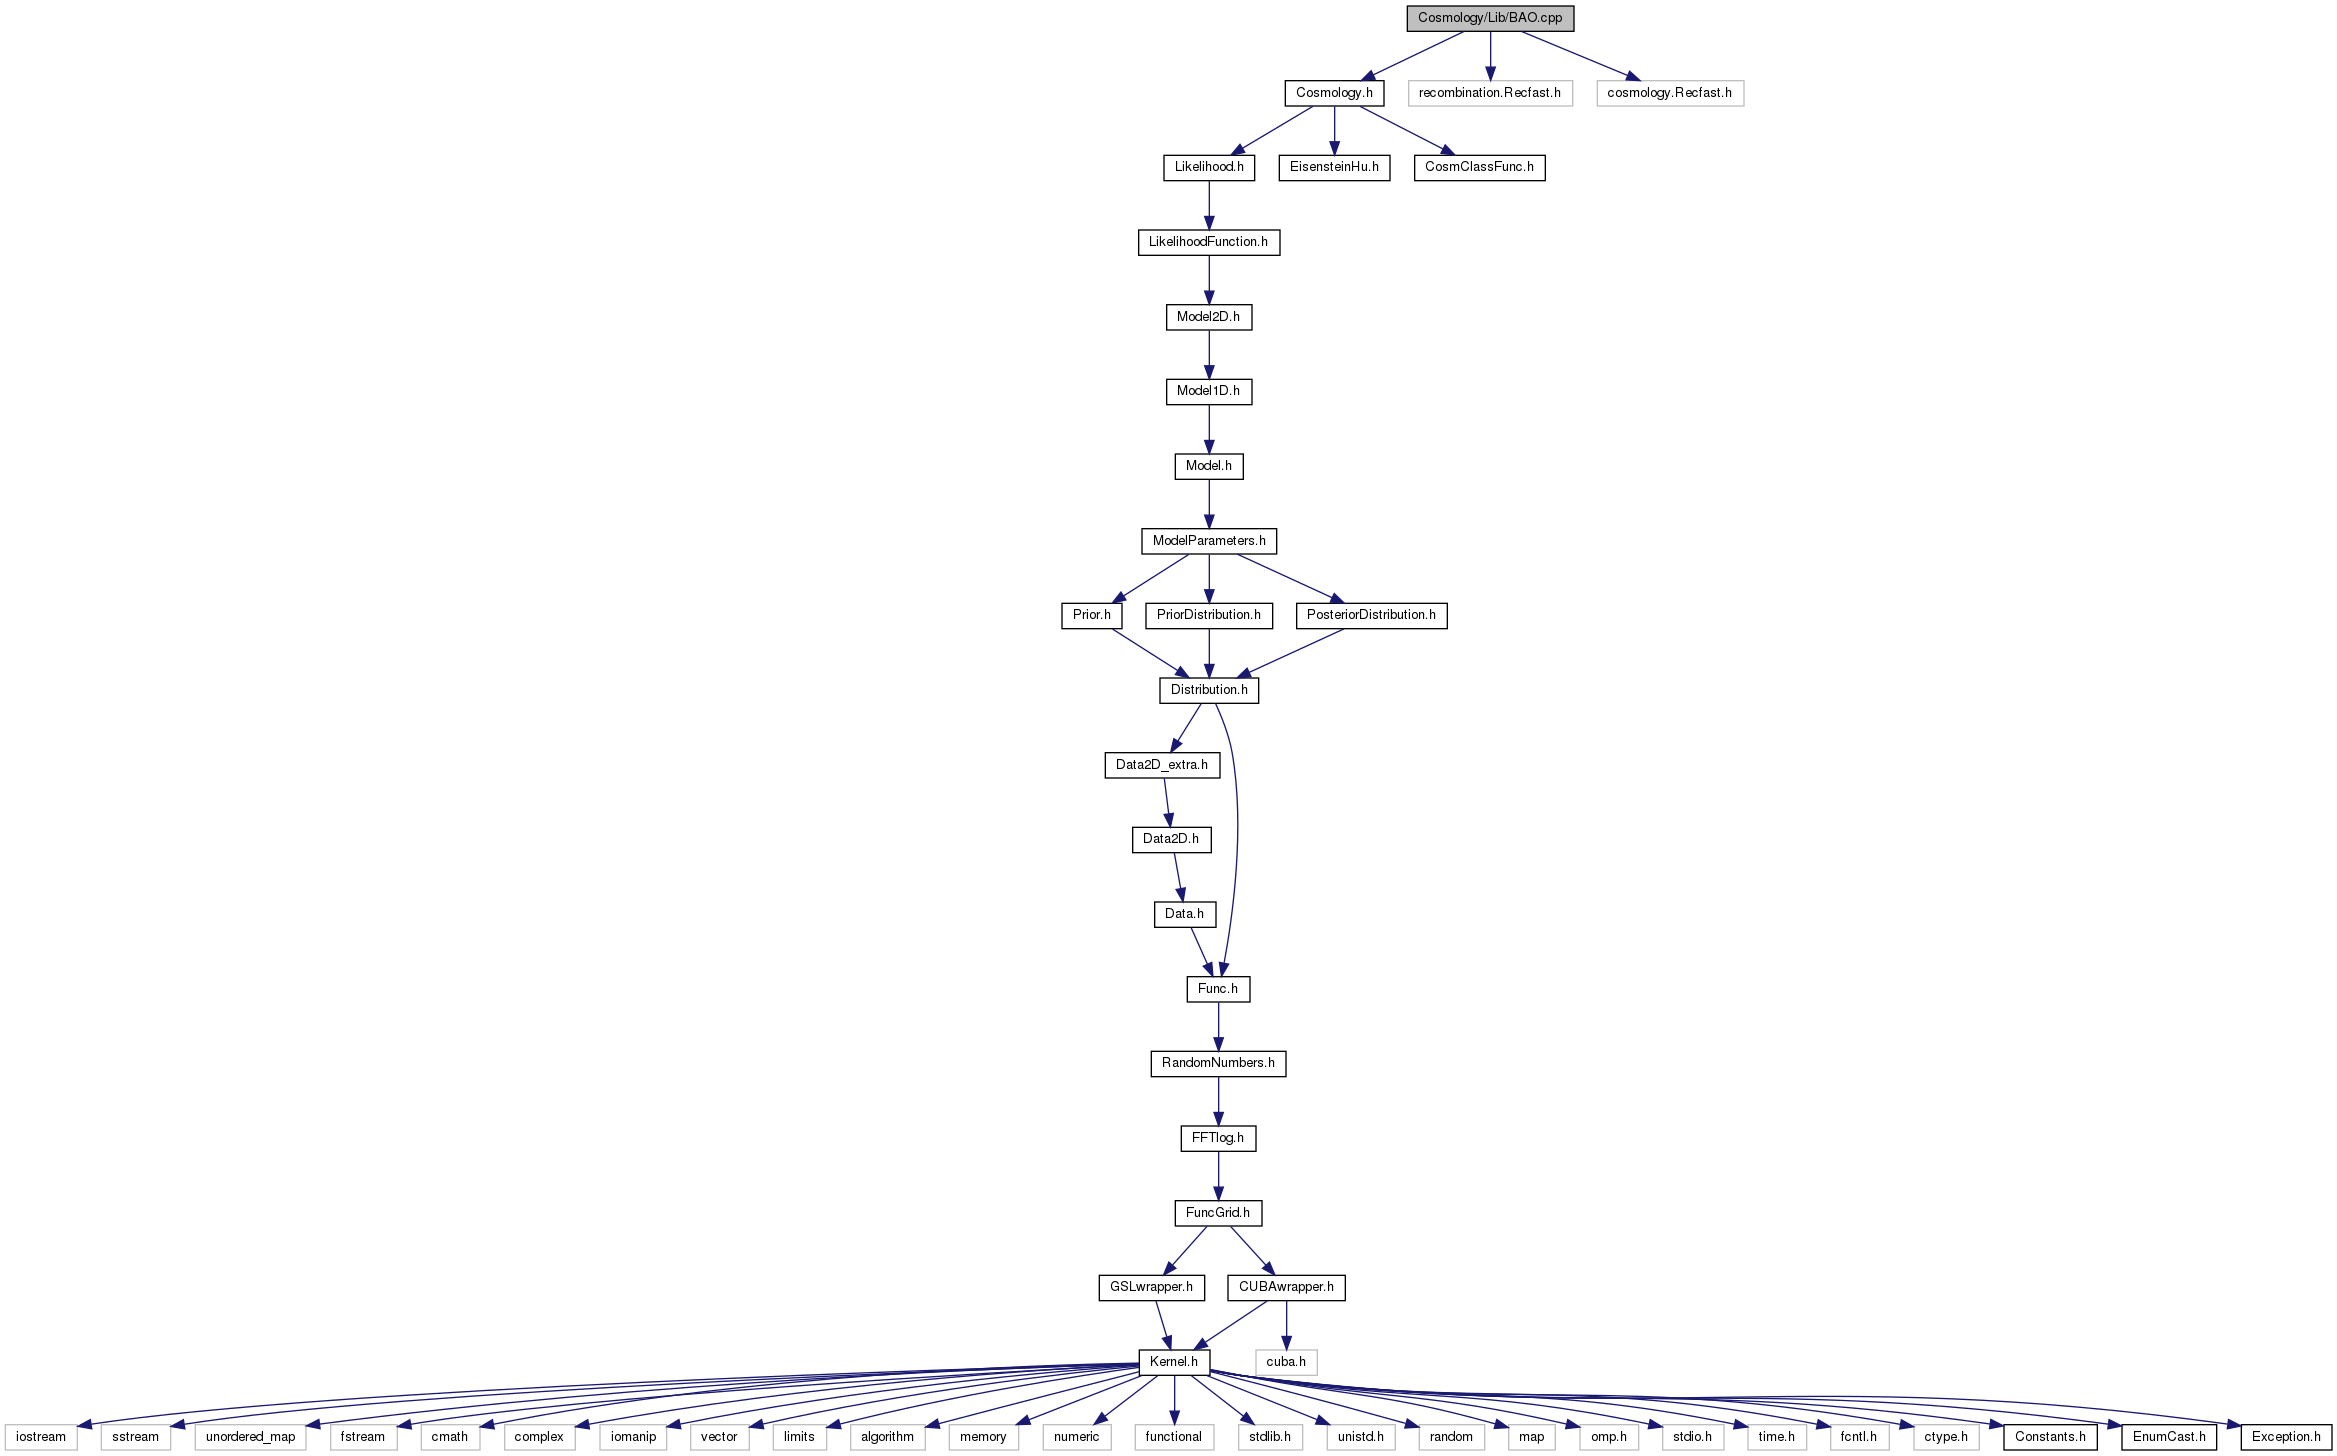 Cosmology/Lib/BAO.cpp
Cosmology.h
recombination.Recfast.h
cosmology.Recfast.h
Likelihood.h
EisensteinHu.h
CosmClassFunc.h
LikelihoodFunction.h
Model2D.h
Model1D.h
Model.h
ModelParameters.h
Prior.h
PriorDistribution.h
PosteriorDistribution.h
Distribution.h
Data2D_extra.h
Data2D.h
Data.h
Func.h
RandomNumbers.h
FFTlog.h
FuncGrid.h
GSLwrapper.h
CUBAwrapper.h
Kernel.h
cuba.h
iostream
sstream
unordered_map
fstream
cmath
complex
iomanip
vector
limits
algorithm
memory
numeric
functional
stdlib.h
unistd.h
random
map
omp.h
stdio.h
time.h
fcntl.h
ctype.h
Constants.h
EnumCast.h
Exception.h